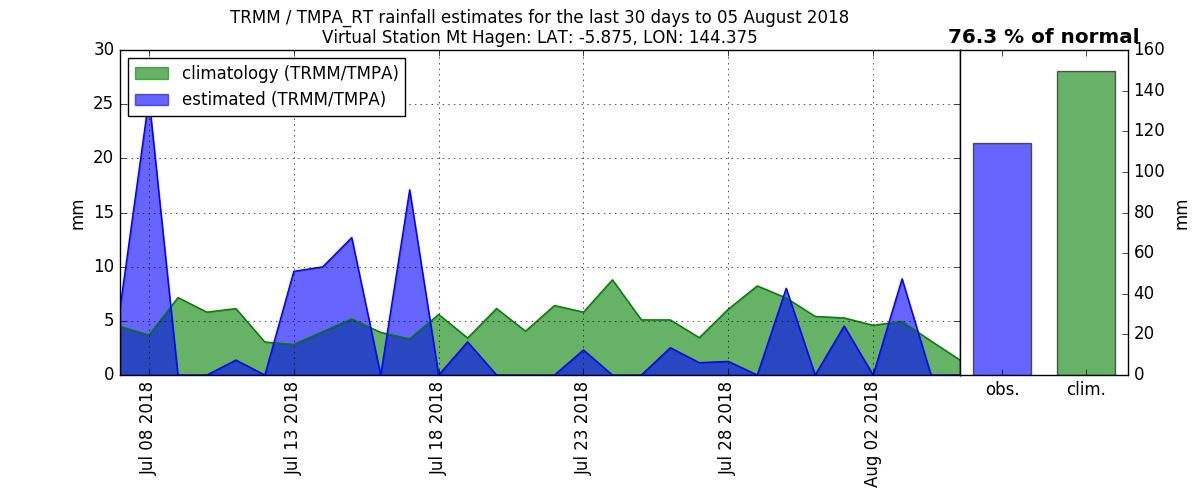 TRMM / TMPA_RT rainfall estimates for the last 30 days to 05 August 2018
Virtual Station Mt Hagen: LAT: -5.875, LON: 144.375
76.3 % of normal
climatology (TRMM/TMPA)
estimated (TRMM/TMPA)
30
25
20
15
10
5
0
mm
Jul 08 2018
Jul 13 2018
Jul 18 2018
Jul 23 2018
Jul 28 2018
Aug 02 2018
160
140
120
100
80
60
40
20
0
mm
obs.
clim.